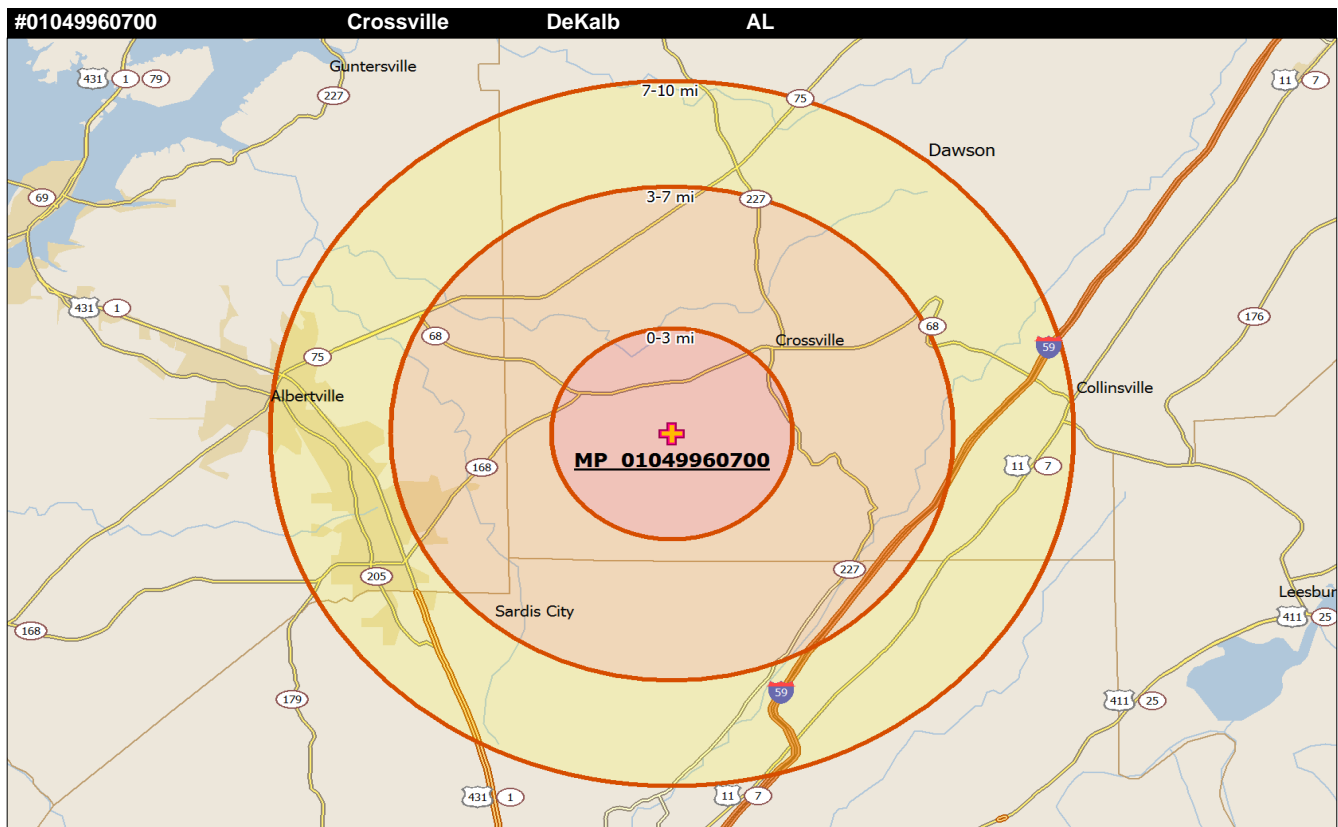 #01049960700 Crossville DeKalb AL
Guntersville
431 1 79
227
7-10 mi
75
11 7
Dawson
69
3-7 mi
227
431 1
176
68
68
0-3 mi
Crossville
59
75
Albertville
Collinsville
MP 01049960700
168
11 7
205
227
Sardis City
Leesbur
411 25
168
59
179
411 25
431 1
11 7